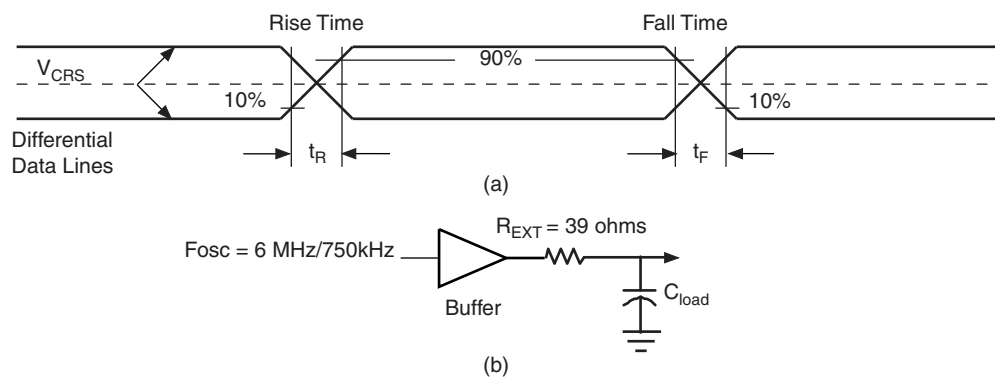 Rise Time
Fall Time
V_CRS
90%
10%
10%
Differential
Data Lines
t_R
t_F
(a)
R_EXT = 39 ohms
Fosc = 6 MHz/750kHz
Buffer
C_load
(b)